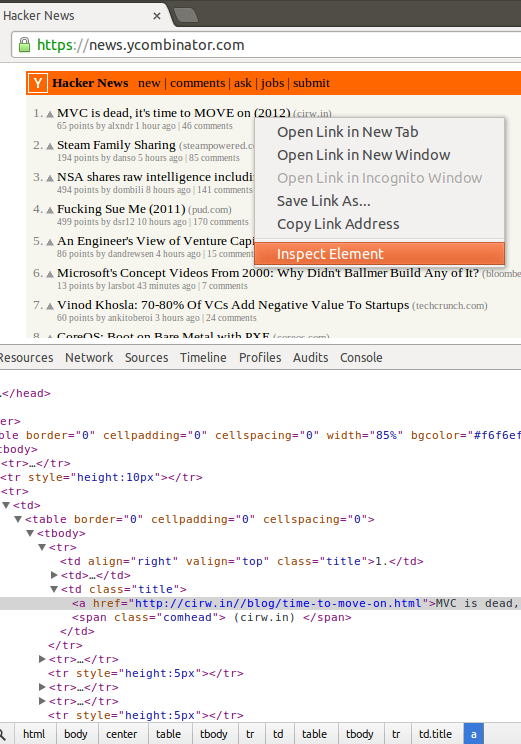 Hacker News ×
https://news.ycombinator.com
Y Hacker News new | comments | ask | jobs | submit
1. MVC is dead, it's time to MOVE on (2012) (cirw.in)
65 points by alxndr 1 hour ago | 46 comments
2. Steam Family Sharing (steampowered.co
194 points by danso 5 hours ago | 85 comments
3. NSA shares raw intelligence includi
494 points by dombili 8 hours ago | 141 comments
4. Fucking Sue Me (2011) (pud.com)
499 points by dsr12 10 hours ago | 170 comments
5. An Engineer's View of Venture Capi
86 points by dandrewsen 4 hours ago | 15 comment
6. Microsoft's Concept Videos From 2000: Why Didn't Ballmer Build Any of It? (bloombe
13 points by larsbot 43 minutes ago | 7 comments
7. Vinod Khosla: 70-80% Of VCs Add Negative Value To Startups (techcrunch.com)
60 points by ankitoberoi 3 hours ago | 24 comments
8. CoreOS: Boot on Bare Metal with PXE (coreos.com)
Open Link in New Tab
Open Link in New Window
Open Link in Incognito Window
Save Link As...
Copy Link Address
Inspect Element
Resources Network Sources Timeline Profiles Audits Console
…</head>
er>
ble border="0" cellpadding="0" cellspacing="0" width="85%" bgcolor="#f6f6ef
tbody>
<tr>…</tr>
<tr style="height:10px"></tr>
<tr>
<td>
<table border="0" cellpadding="0" cellspacing="0">
<tbody>
<tr>
<td align="right" valign="top" class="title">1.</td>
<td>…</td>
<td class="title">
<a href="http://cirw.in//blog/time-to-move-on.html">MVC is dead,
<span class="comhead"> (cirw.in) </span>
</td>
</tr>
<tr>…</tr>
<tr style="height:5px"></tr>
<tr>…</tr>
<tr>…</tr>
<tr style="height:5px"></tr>
html body center table tbody tr td table tbody tr td.title a